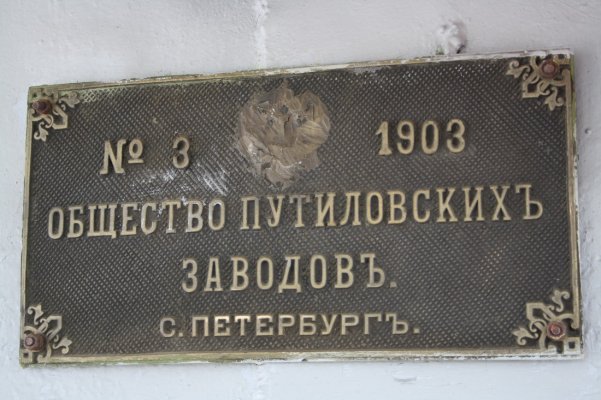 № 3 1903
ОБЩЕСТВО ПУТИЛОВСКИХЪ
ЗАВОДОВЪ.
С. ПЕТЕРБУРГЪ.